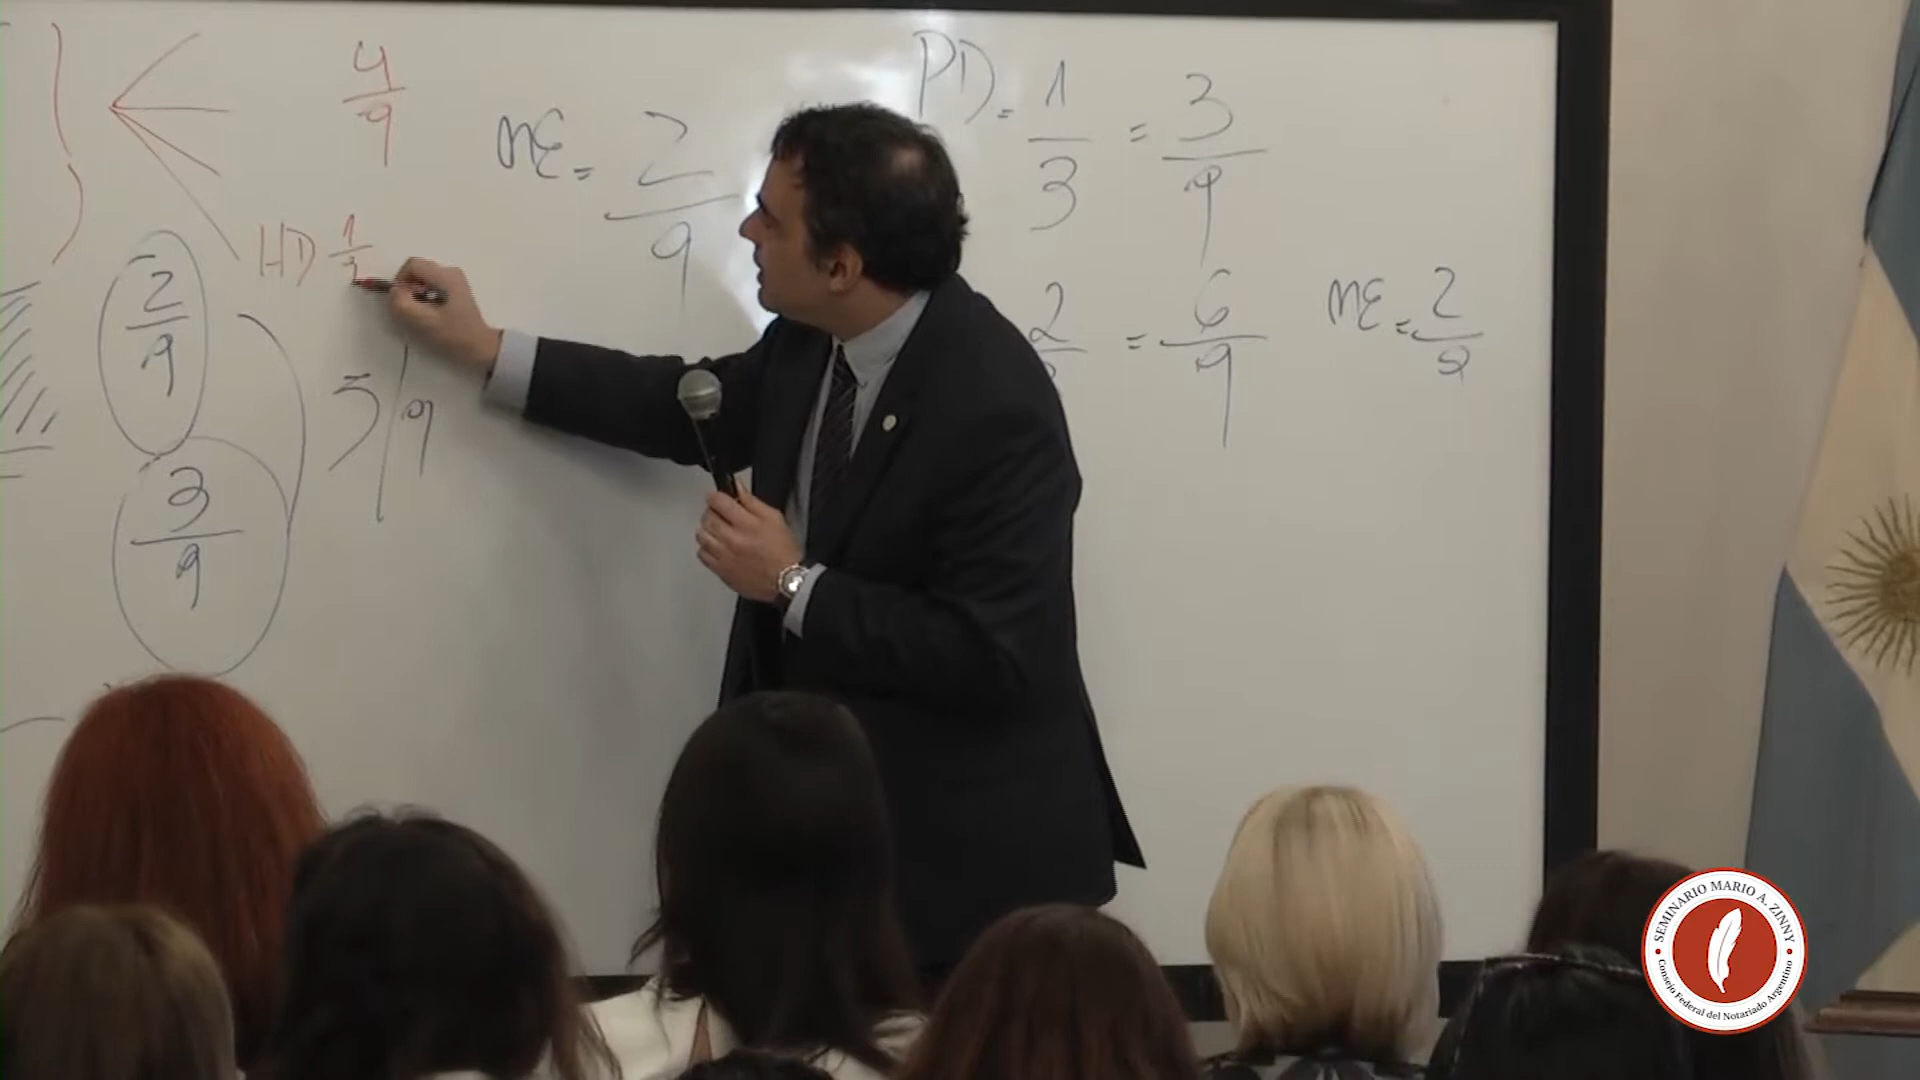 4/9
PD = 1/3 = 3/9
mE = 2/9
HD 1/
2/9
2 = 6/9
mE = 2/9
5/9
3/9
SEMINARIO MARIO A. ZINNY
Consejo Federal del Notariado Argentino